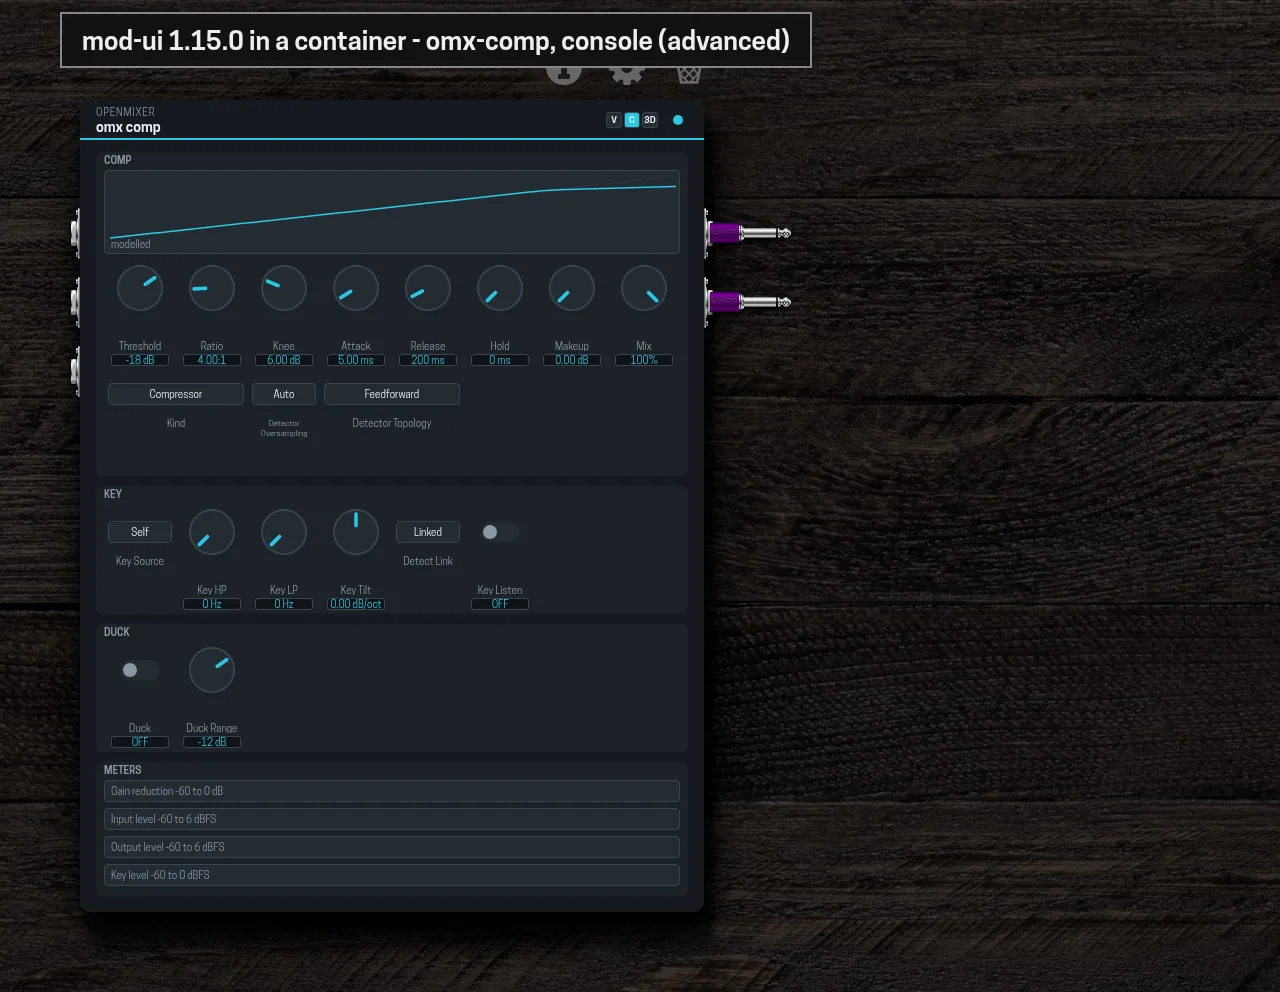 mod-ui 1.15.0 in a container - omx-comp, console (advanced)
OPENMIXER
omx comp
V C 3D
COMP
modelled
Threshold Ratio Knee Attack Release Hold Makeup Mix
-18 dB 4.00:1 6.00 dB 5.00 ms 200 ms 0 ms 0.00 dB 100%
Compressor Auto Feedforward
Kind Detector Oversampling Detector Topology
KEY
Self Linked
Key Source Detect Link
Key HP Key LP Key Tilt Key Listen
0 Hz 0 Hz 0.00 dB/oct OFF
DUCK
Duck Duck Range
OFF -12 dB
METERS
Gain reduction -60 to 0 dB
Input level -60 to 6 dBFS
Output level -60 to 6 dBFS
Key level -60 to 0 dBFS